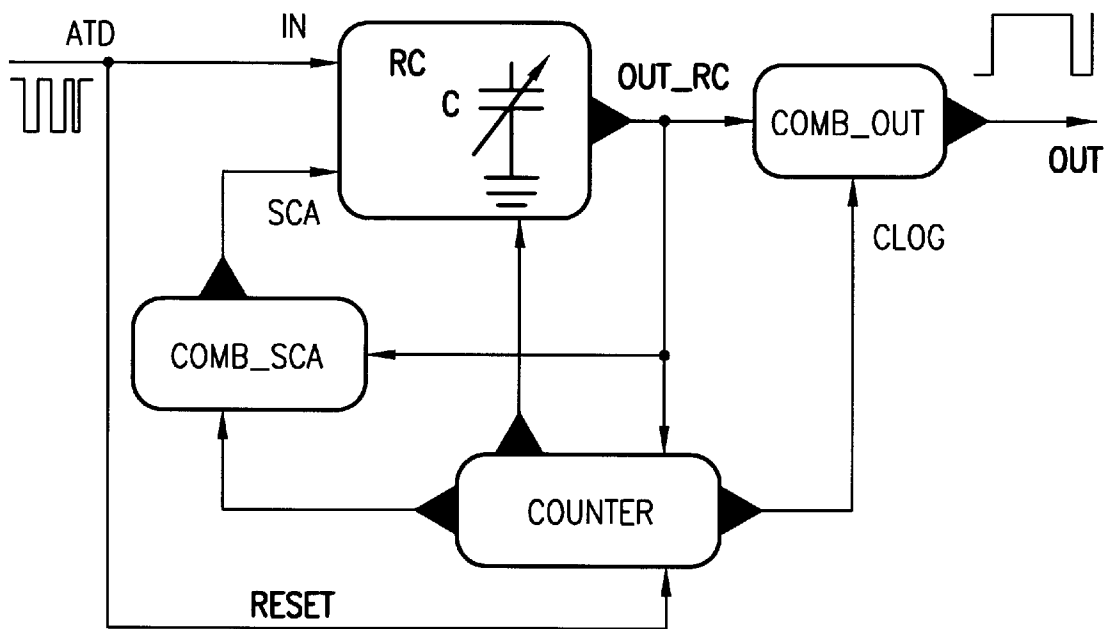 ATD
IN
RC
C
OUT_RC
COMB_OUT
OUT
SCA
CLOG
COMB_SCA
COUNTER
RESET